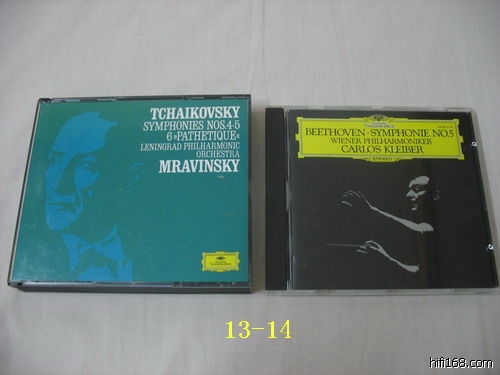 TCHAIKOVSKY
SYMPHONIES NOS.4·5
6 »PATHETIQUE«
LENINGRAD PHILHARMONIC
ORCHESTRA
MRAVINSKY
BEETHOVEN · SYMPHONIE NO.5
WIENER PHILHARMONIKER
CARLOS KLEIBER
STEREO
13-14
hifi168.com